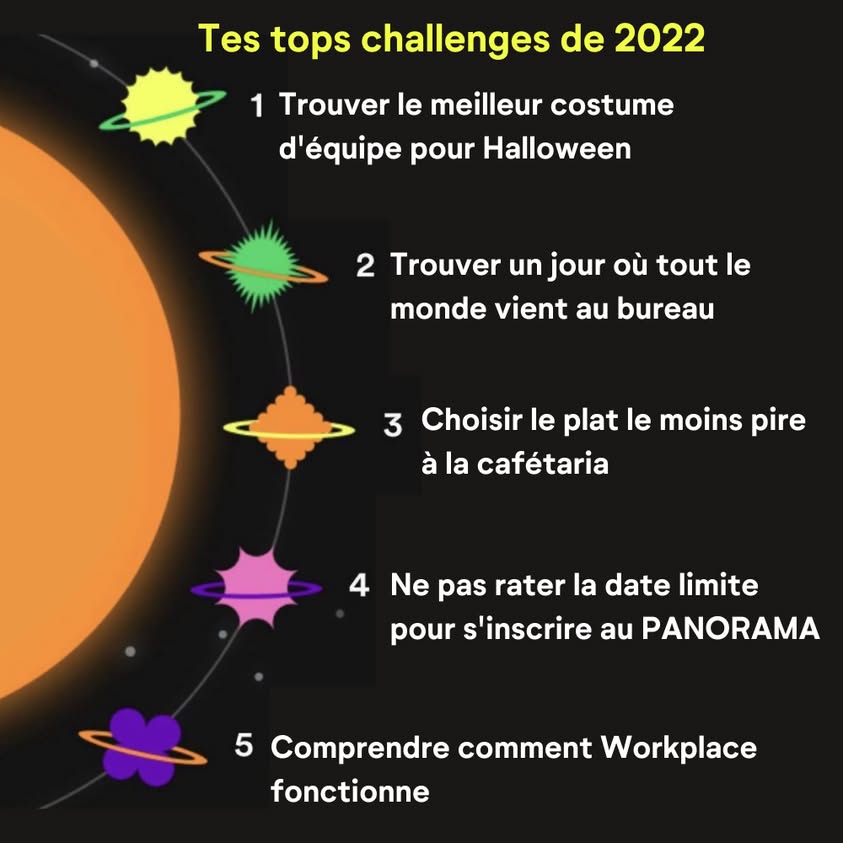 Tes tops challenges de 2022
1 Trouver le meilleur costume
d'équipe pour Halloween
2 Trouver un jour où tout le
monde vient au bureau
3 Choisir le plat le moins pire
à la cafétaria
4 Ne pas rater la date limite
pour s'inscrire au PANORAMA
5 Comprendre comment Workplace
fonctionne